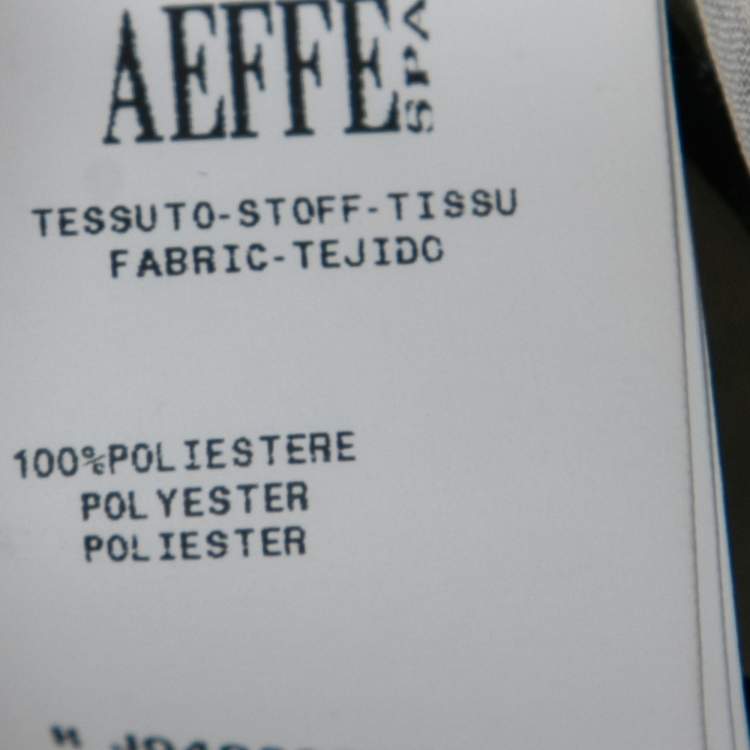 AEFFE SPA
TESSUTO-STOFF-TISSU
FABRIC-TEJIDO
100%POLIESTERE
POLYESTER
POLIESTER